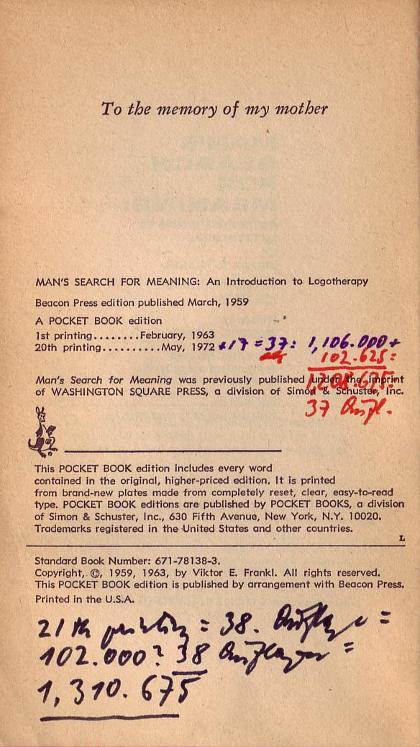 To the memory of my mother
MAN'S SEARCH FOR MEANING: An Introduction to Logotherapy
Beacon Press edition published March, 1959
A POCKET BOOK edition
1st printing........February, 1963
20th printing..........May, 1972 +17 = 37: 1,106.000+
102.625:
Man's Search for Meaning was previously published under the imprint
of WASHINGTON SQUARE PRESS, a division of Simon & Schuster, Inc.
37 Aufl.
This POCKET BOOK edition includes every word
contained in the original, higher-priced edition. It is printed
from brand-new plates made from completely reset, clear, easy-to-read
type. POCKET BOOK editions are published by POCKET BOOKS, a division
of Simon & Schuster, Inc., 630 Fifth Avenue, New York, N.Y. 10020.
Trademarks registered in the United States and other countries.
L
Standard Book Number: 671-78138-3.
Copyright, ©, 1959, 1963, by Viktor E. Frankl. All rights reserved.
This POCKET BOOK edition is published by arrangement with Beacon Press.
Printed in the U.S.A.
21th printing = 38. Auflage =
102.000? 38 Auflagen =
1,310.675